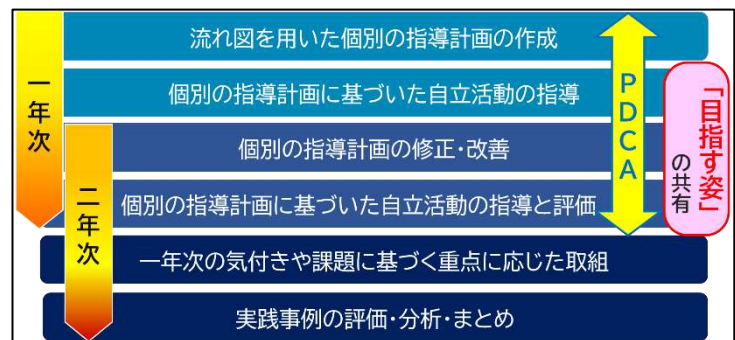 一年次
二年次
流れ図を用いた個別の指導計画の作成
個別の指導計画に基づいた自立活動の指導
個別の指導計画の修正・改善
個別の指導計画に基づいた自立活動の指導と評価
一年次の気付きや課題に基づく重点に応じた取組
実践事例の評価・分析・まとめ
PDCA
「目指す姿」
の共有